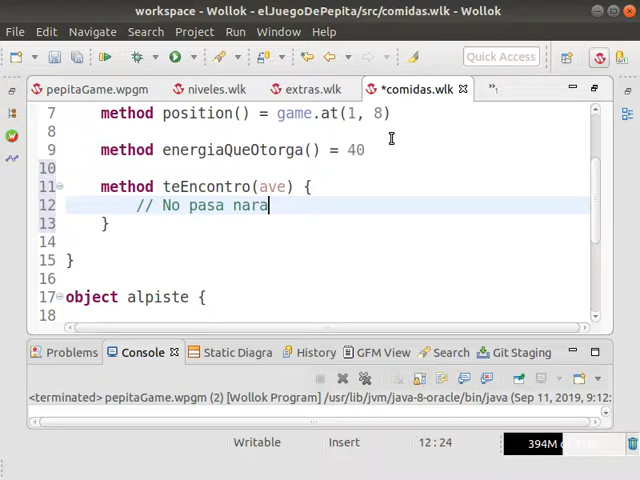 workspace - Wollok - elJuegoDePepita/src/comidas.wlk - Wollok
File Edit Navigate Search Project Run Window Help
Quick Access
pepitaGame.wpgm niveles.wlk extras.wlk *comidas.wlk
7 method position() = game.at(1, 8)
8
9 method energiaQueOtorga() = 40
10
11 method teEncontro(ave) {
12 // No pasa nara
13 }
14
15 }
16
17 object alpiste {
18
Problems Console Static Diagra History GFM View Search Git Staging
<terminated> pepitaGame.wpgm (2) [Wollok Program] /usr/lib/jvm/java-8-oracle/bin/java (Sep 11, 2019, 9:12:
Writable Insert 12 : 24 394M